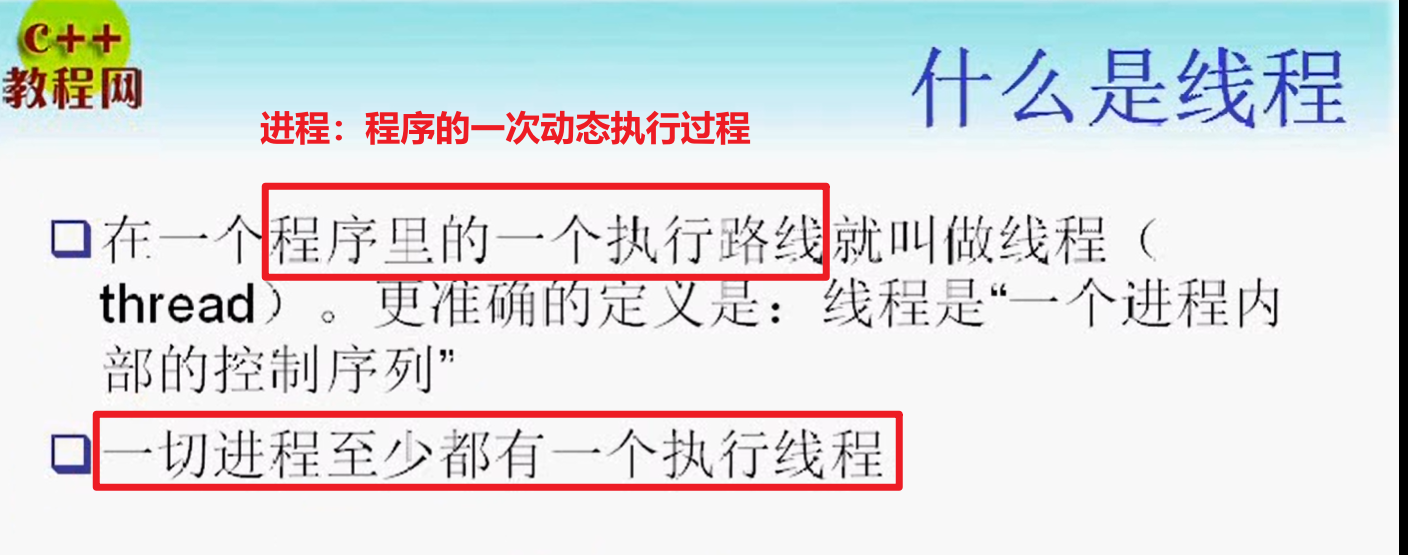 C++
教程网
什么是线程
进程：程序的一次动态执行过程
在一个程序里的一个执行路线就叫做线程（
thread）。更准确的定义是：线程是“一个进程内
部的控制序列”
一切进程至少都有一个执行线程